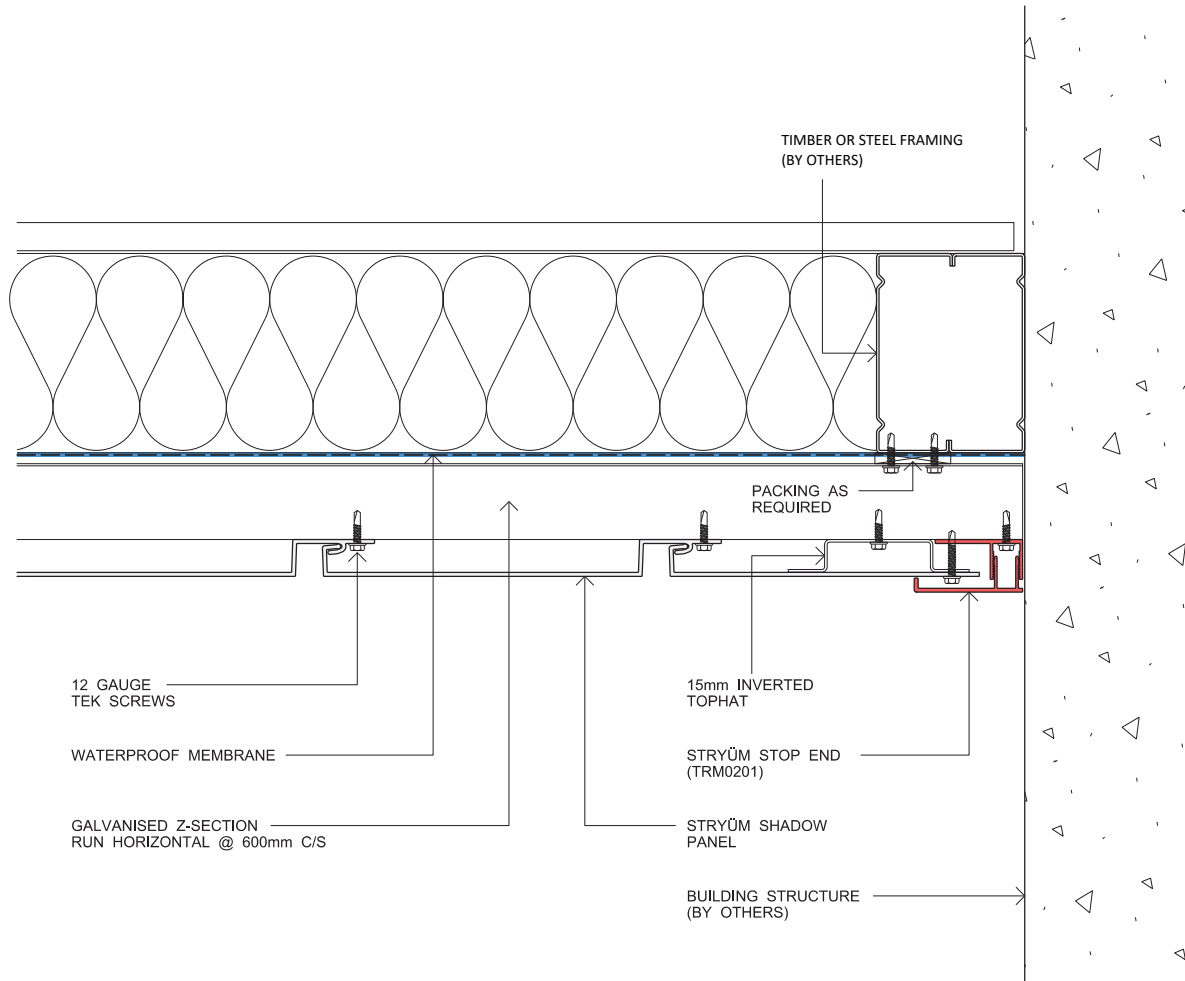 TIMBER OR STEEL FRAMING
(BY OTHERS)
PACKING AS
REQUIRED
12 GAUGE
TEK SCREWS
15mm INVERTED
TOPHAT
WATERPROOF MEMBRANE
STRYÜM STOP END
(TRM0201)
GALVANISED Z-SECTION
RUN HORIZONTAL @ 600mm C/S
STRYÜM SHADOW
PANEL
BUILDING STRUCTURE
(BY OTHERS)